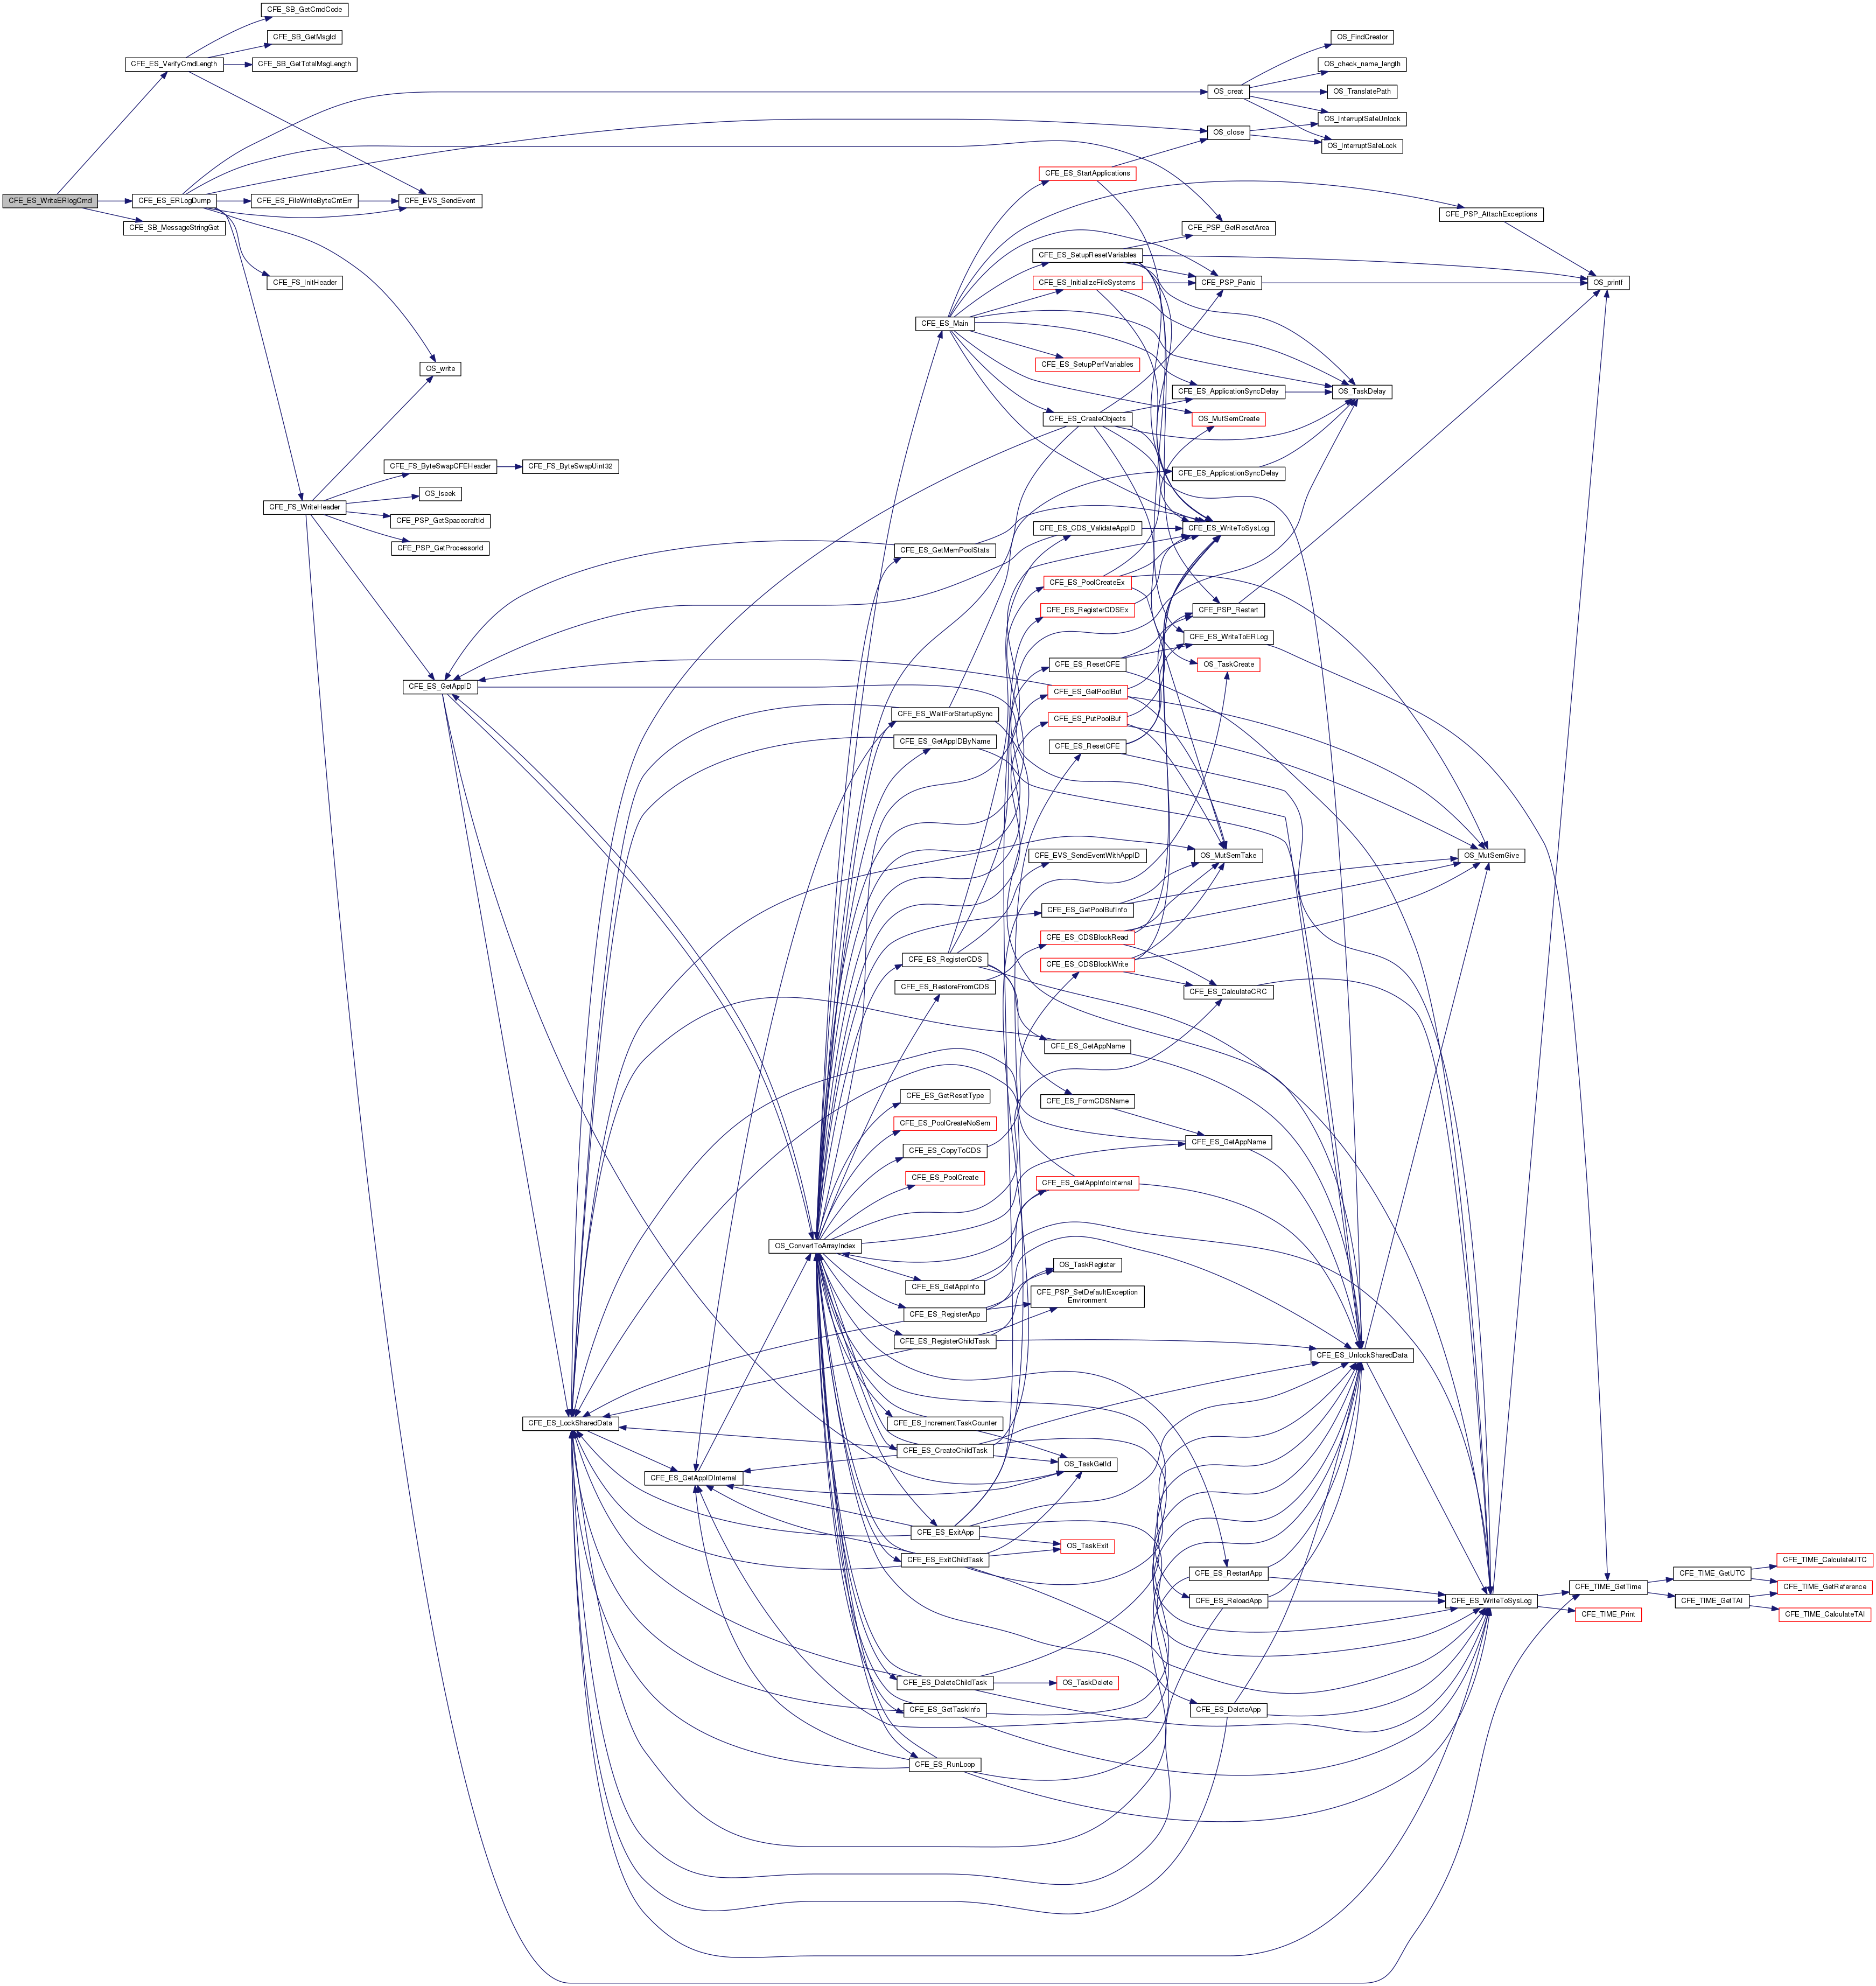 CFE_SB_GetCmdCode
CFE_SB_GetMsgId
CFE_ES_VerifyCmdLength
CFE_SB_GetTotalMsgLength
CFE_ES_WriteERlogCmd
CFE_ES_ERLogDump
CFE_ES_FileWriteByteCntErr
CFE_EVS_SendEvent
CFE_SB_MessageStringGet
CFE_FS_InitHeader
OS_write
CFE_FS_ByteSwapCFEHeader
CFE_FS_ByteSwapUint32
OS_lseek
CFE_FS_WriteHeader
CFE_PSP_GetSpacecraftId
CFE_PSP_GetProcessorId
CFE_ES_GetAppID
CFE_ES_LockSharedData
CFE_ES_GetAppIDInternal
OS_ConvertToArrayIndex
OS_FindCreator
OS_check_name_length
OS_creat
OS_TranslatePath
OS_InterruptSafeUnlock
OS_close
OS_InterruptSafeLock
CFE_ES_StartApplications
CFE_PSP_AttachExceptions
CFE_PSP_GetResetArea
CFE_ES_SetupResetVariables
CFE_ES_InitializeFileSystems
CFE_PSP_Panic
OS_printf
CFE_ES_Main
CFE_ES_SetupPerfVariables
CFE_ES_ApplicationSyncDelay
OS_TaskDelay
CFE_ES_CreateObjects
OS_MutSemCreate
CFE_ES_ApplicationSyncDelay
CFE_ES_CDS_ValidateAppID
CFE_ES_WriteToSysLog
CFE_ES_GetMemPoolStats
CFE_ES_PoolCreateEx
CFE_ES_RegisterCDSEx
CFE_PSP_Restart
CFE_ES_WriteToERLog
CFE_ES_ResetCFE
OS_TaskCreate
CFE_ES_GetPoolBuf
CFE_ES_WaitForStartupSync
CFE_ES_PutPoolBuf
CFE_ES_GetAppIDByName
CFE_ES_ResetCFE
CFE_EVS_SendEventWithAppID
OS_MutSemTake
OS_MutSemGive
CFE_ES_GetPoolBufInfo
CFE_ES_CDSBlockRead
CFE_ES_RegisterCDS
CFE_ES_CDSBlockWrite
CFE_ES_RestoreFromCDS
CFE_ES_CalculateCRC
CFE_ES_GetAppName
CFE_ES_GetResetType
CFE_ES_FormCDSName
CFE_ES_PoolCreateNoSem
CFE_ES_GetAppName
CFE_ES_CopyToCDS
CFE_ES_PoolCreate
CFE_ES_GetAppInfoInternal
OS_TaskRegister
CFE_ES_GetAppInfo
CFE_PSP_SetDefaultException
Environment
CFE_ES_RegisterApp
CFE_ES_RegisterChildTask
CFE_ES_UnlockSharedData
CFE_ES_IncrementTaskCounter
CFE_ES_CreateChildTask
OS_TaskGetId
CFE_ES_ExitApp
OS_TaskExit
CFE_ES_ExitChildTask
CFE_ES_RestartApp
CFE_ES_ReloadApp
CFE_ES_WriteToSysLog
CFE_TIME_GetTime
CFE_TIME_Print
CFE_TIME_GetUTC
CFE_TIME_GetTAI
CFE_TIME_CalculateUTC
CFE_TIME_GetReference
CFE_TIME_CalculateTAI
CFE_ES_DeleteChildTask
OS_TaskDelete
CFE_ES_GetTaskInfo
CFE_ES_DeleteApp
CFE_ES_RunLoop